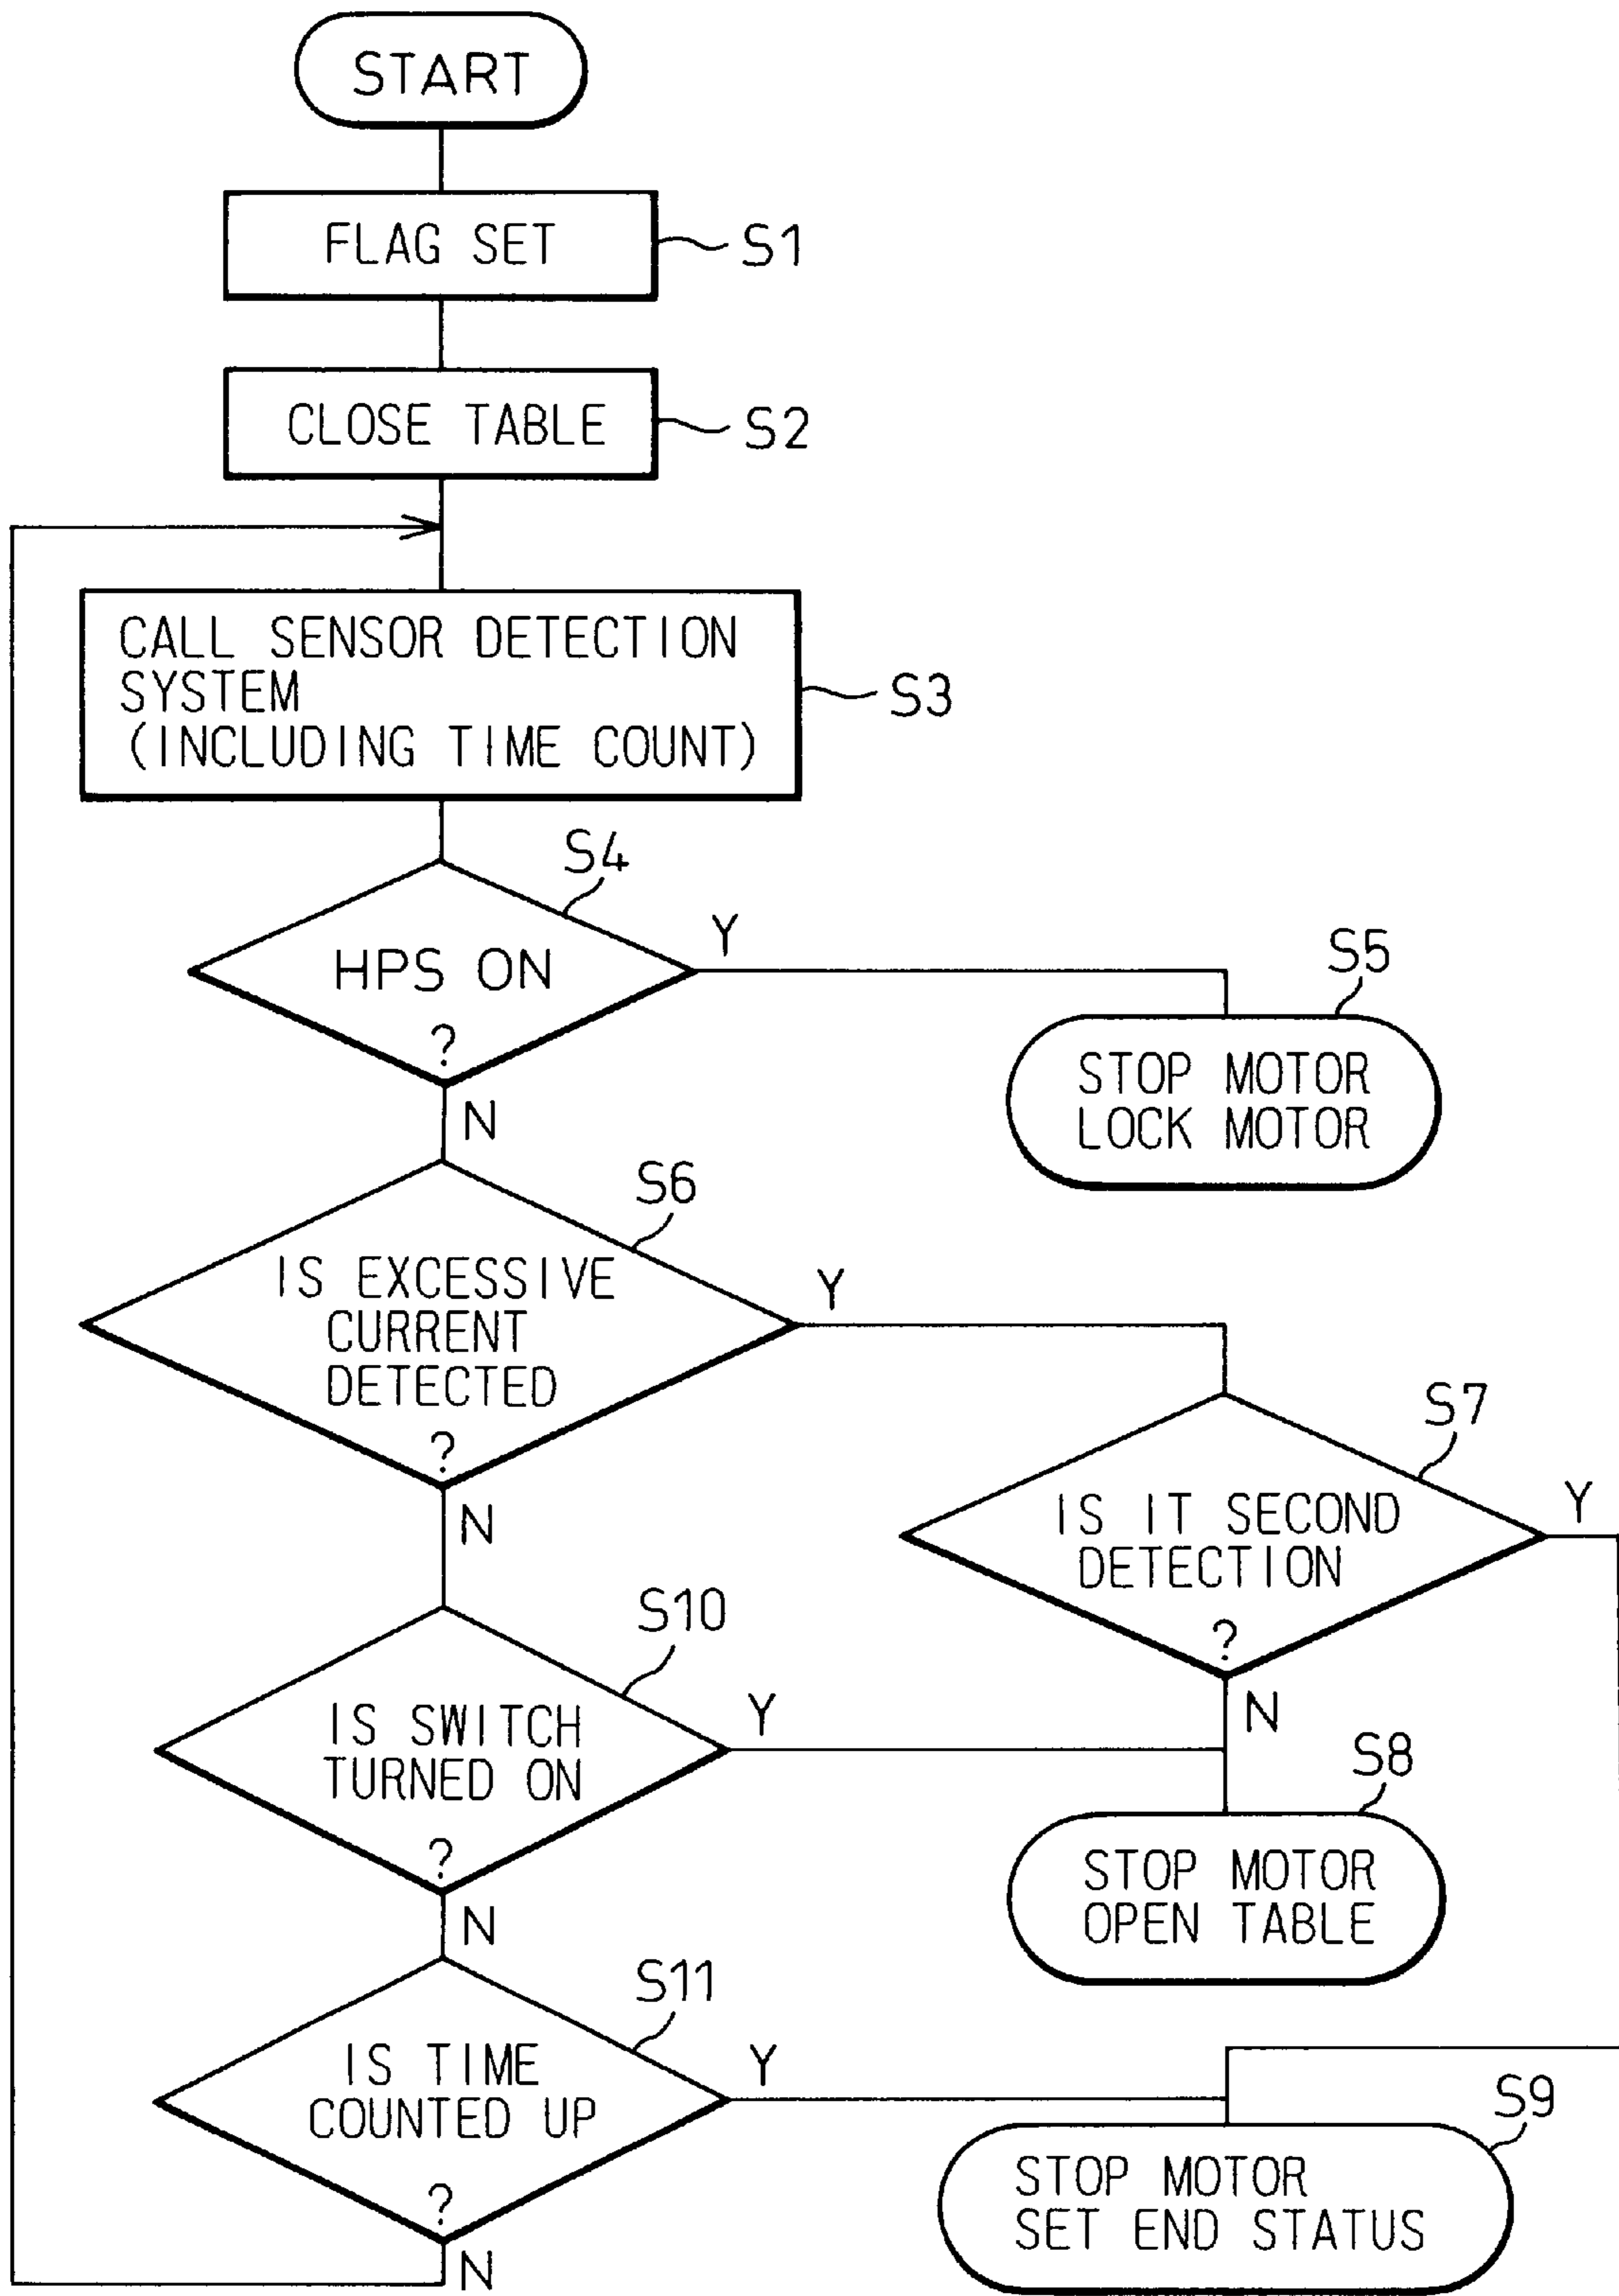 START
FLAG SET
S1
CLOSE TABLE
S2
CALL SENSOR DETECTION
SYSTEM
(INCLUDING TIME COUNT)
S3
S4
HPS ON
?
Y
N
S5
STOP MOTOR
LOCK MOTOR
S6
IS EXCESSIVE
CURRENT
DETECTED
?
Y
N
S7
IS IT SECOND
DETECTION
?
Y
N
S10
IS SWITCH
TURNED ON
?
Y
N
S8
STOP MOTOR
OPEN TABLE
S11
IS TIME
COUNTED UP
?
Y
N
S9
STOP MOTOR
SET END STATUS